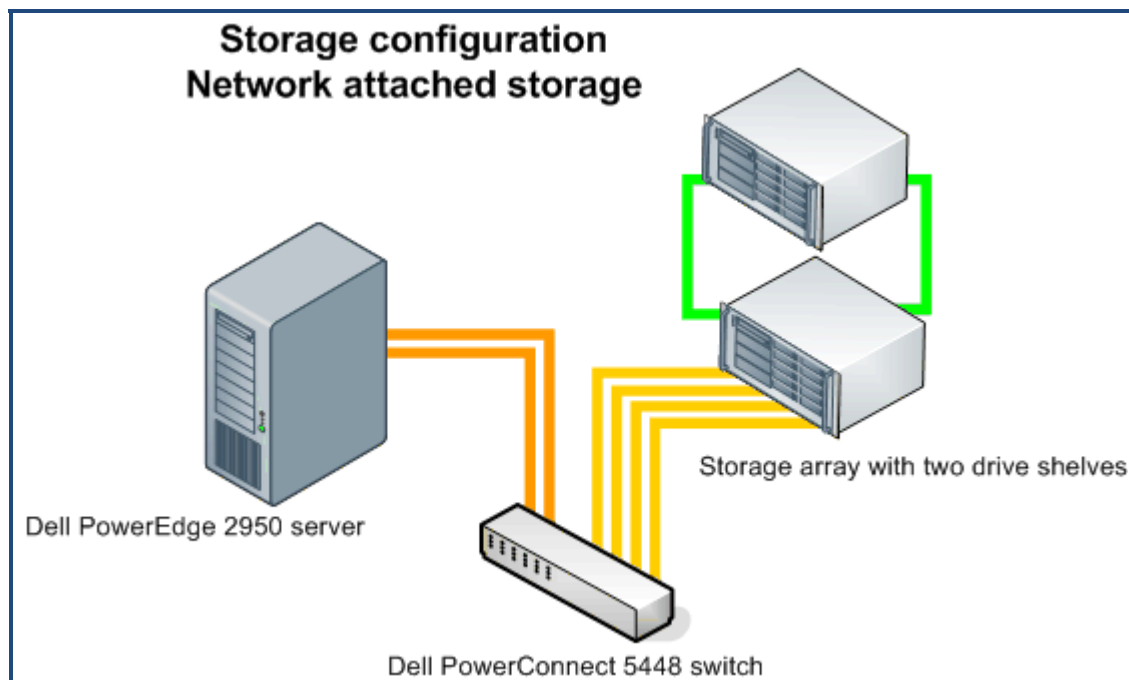 Storage configuration
Network attached storage
Storage array with two drive shelves
Dell PowerEdge 2950 server
Dell PowerConnect 5448 switch